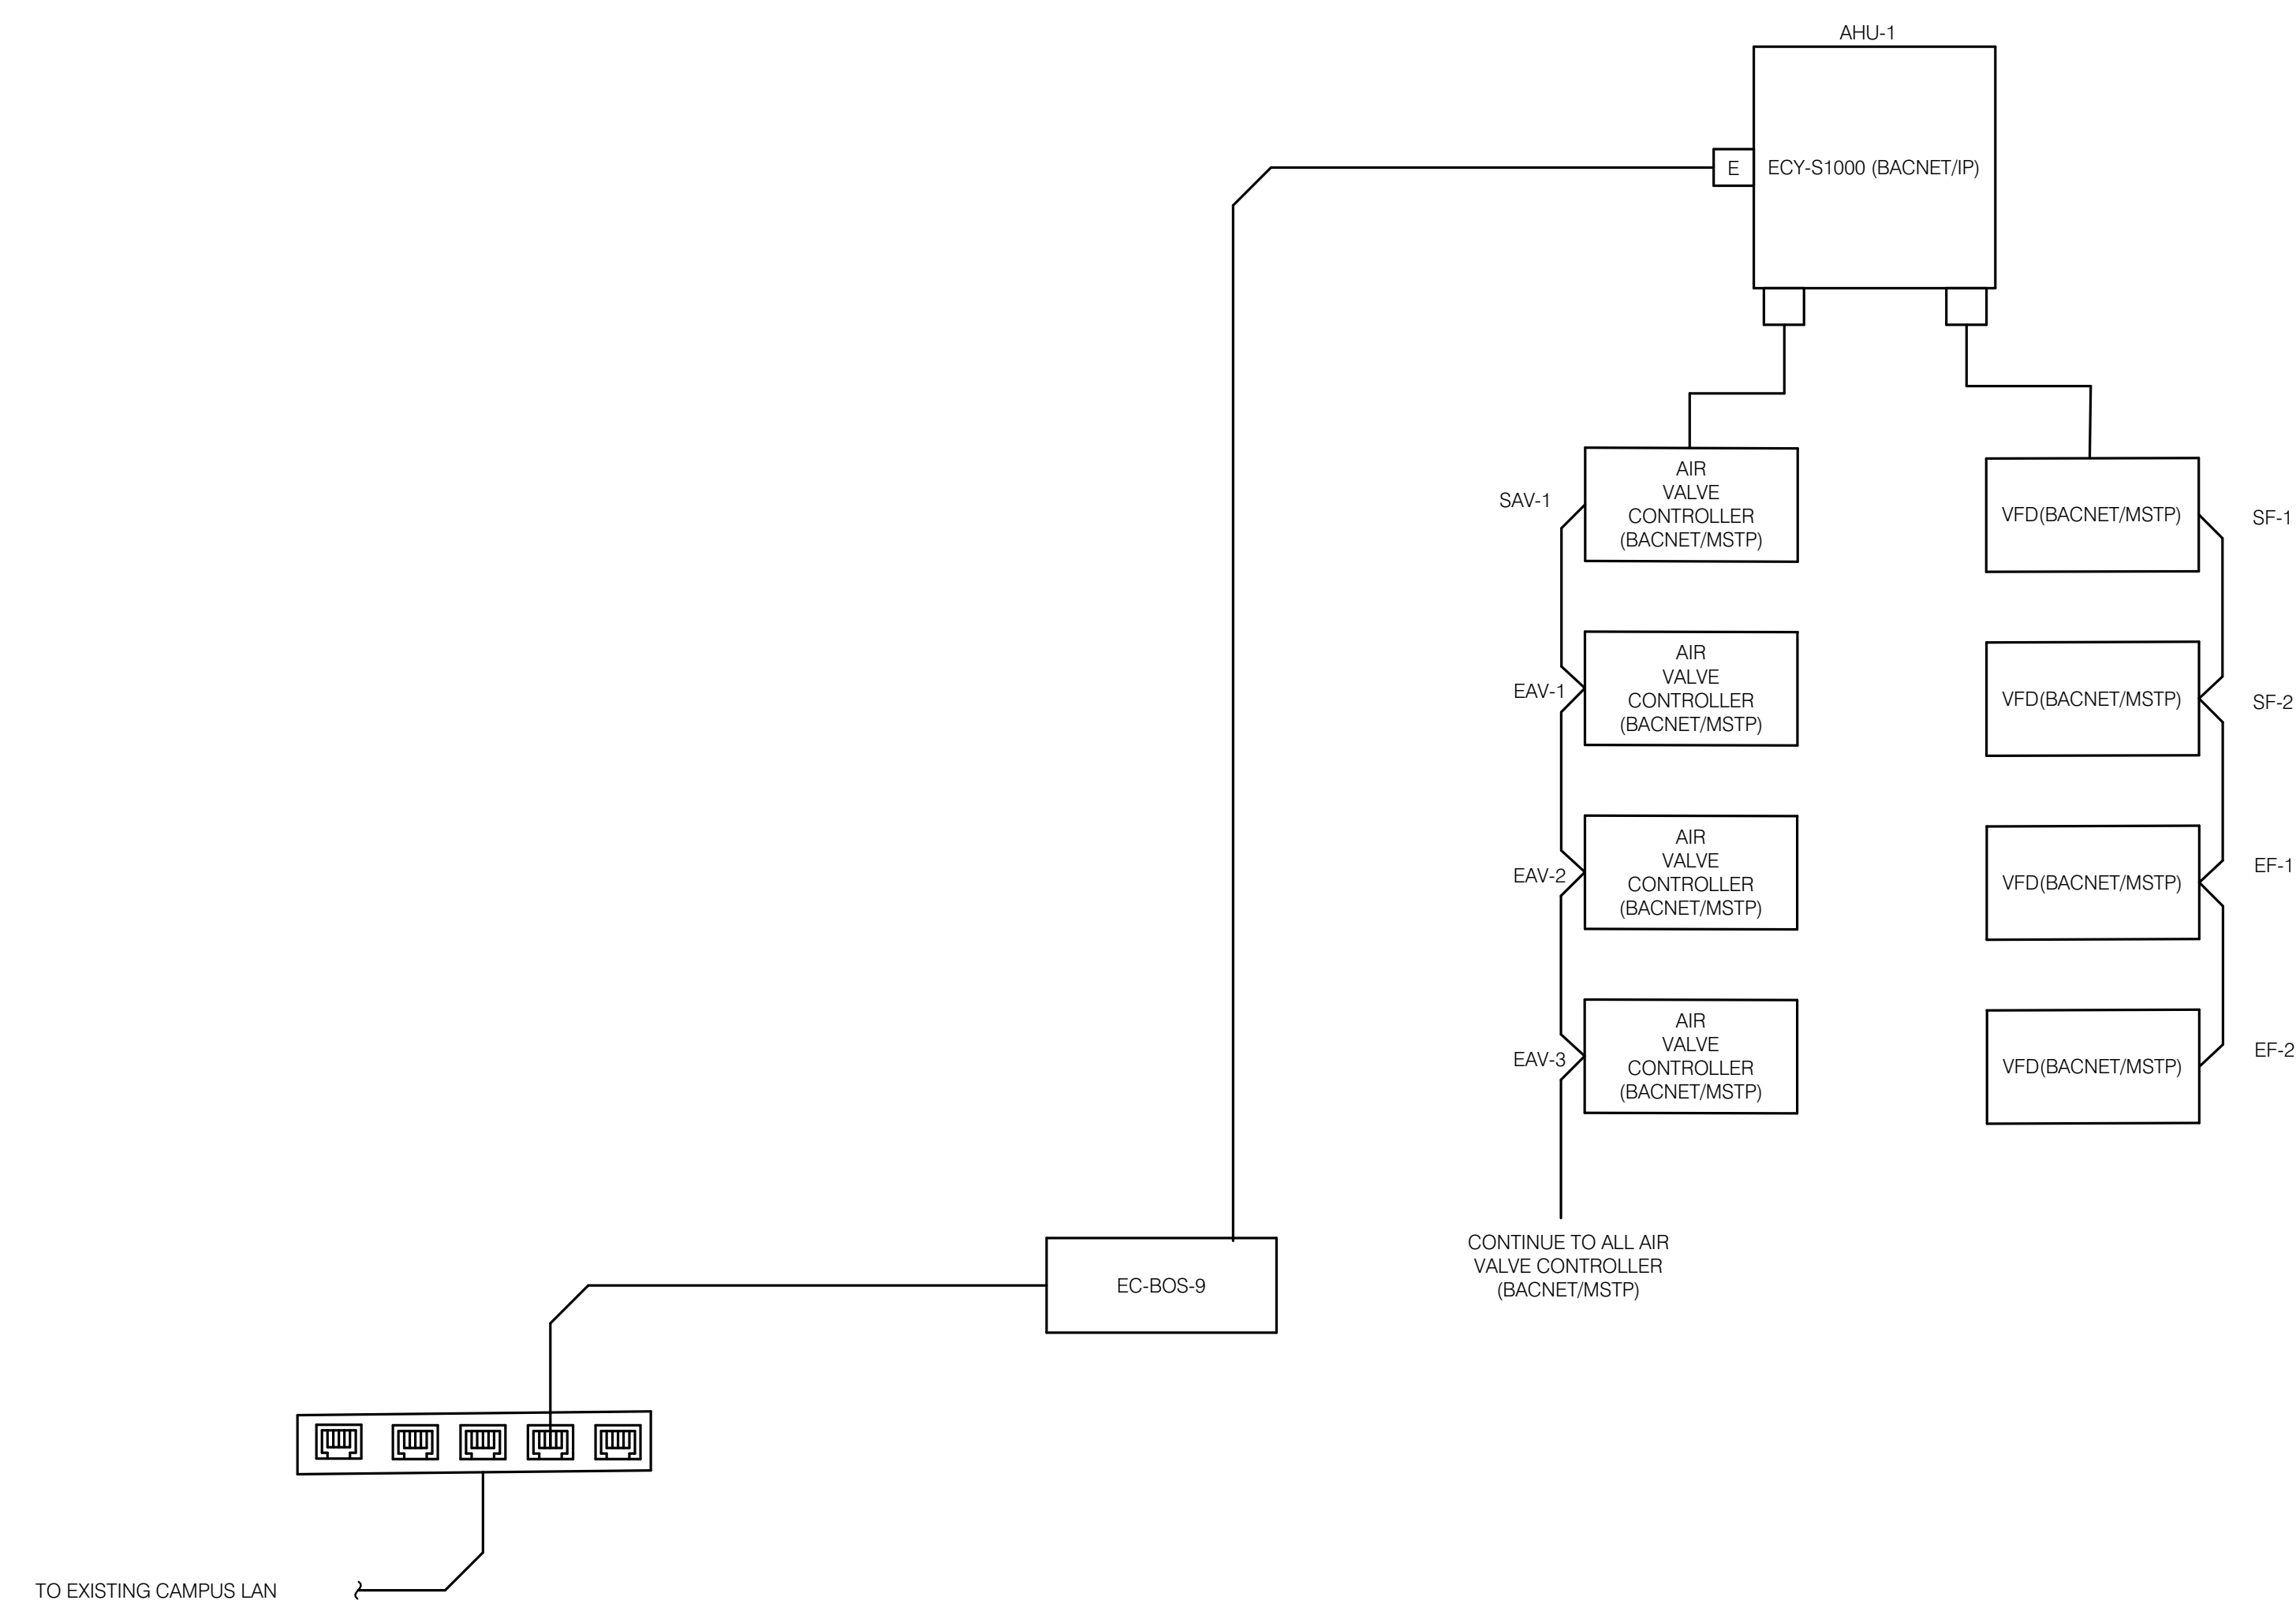 AHU-1
E
ECY-S1000 (BACNET/IP)
SAV-1
AIR
VALVE
CONTROLLER
(BACNET/MSTP)
VFD(BACNET/MSTP)
SF-1
EAV-1
AIR
VALVE
CONTROLLER
(BACNET/MSTP)
VFD(BACNET/MSTP)
SF-2
EAV-2
AIR
VALVE
CONTROLLER
(BACNET/MSTP)
VFD(BACNET/MSTP)
EF-1
EAV-3
AIR
VALVE
CONTROLLER
(BACNET/MSTP)
VFD(BACNET/MSTP)
EF-2
CONTINUE TO ALL AIR
VALVE CONTROLLER
(BACNET/MSTP)
EC-BOS-9
TO EXISTING CAMPUS LAN